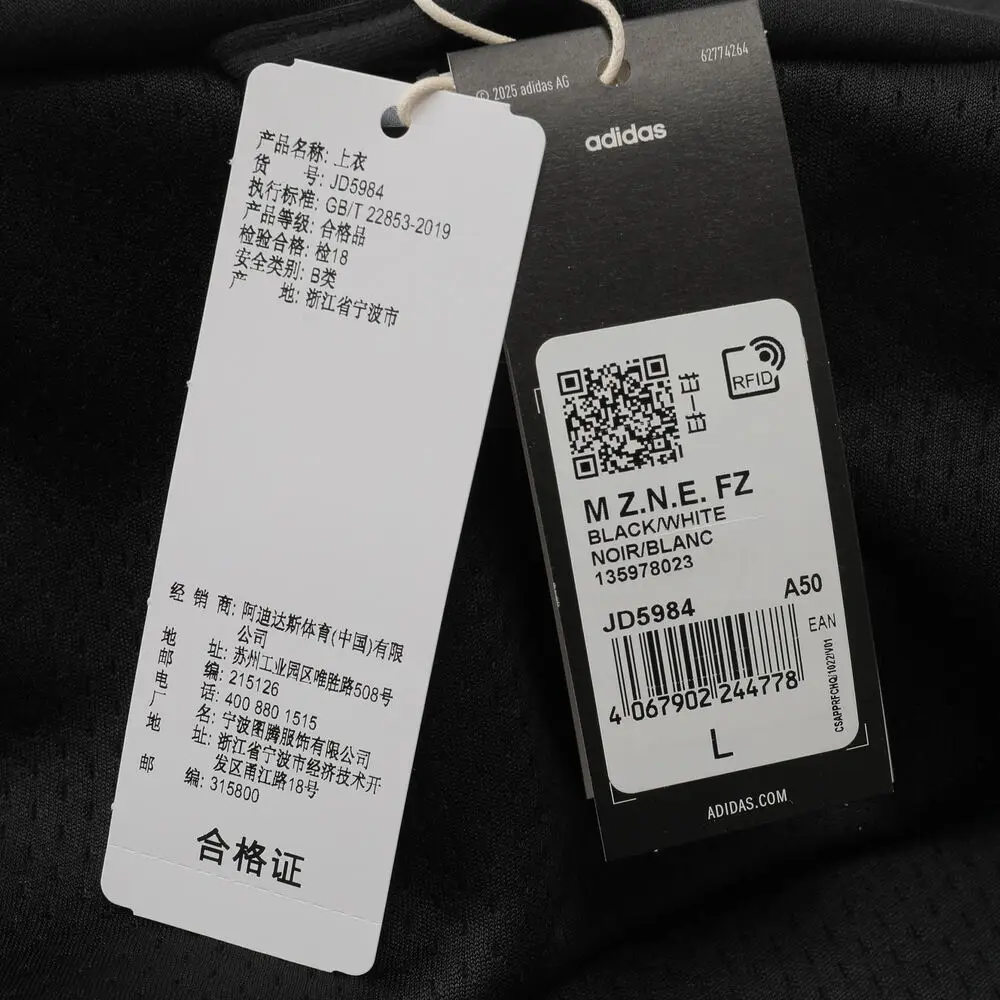 产品名称: 上衣
货 号: JD5984
执行标准: GB/T 22853-2019
产品等级: 合格品
检验合格: 检18
安全类别: B类
产 地: 浙江省宁波市
经 销 商: 阿迪达斯体育(中国)有限
公司
地 址: 苏州工业园区唯胜路508号
邮 编: 215126
电 话: 400 880 1515
厂 名: 宁波图腾服饰有限公司
地 址: 浙江省宁波市经济技术开
发区甬江路18号
邮 编: 315800
合格证
62774264
© 2025 adidas AG
adidas
RFID
M Z.N.E. FZ
BLACK/WHITE
NOIR/BLANC
135978023
JD5984 A50
EAN
4 067902 244778
L
CSAPPRFCHQ/1022/V01
ADIDAS.COM